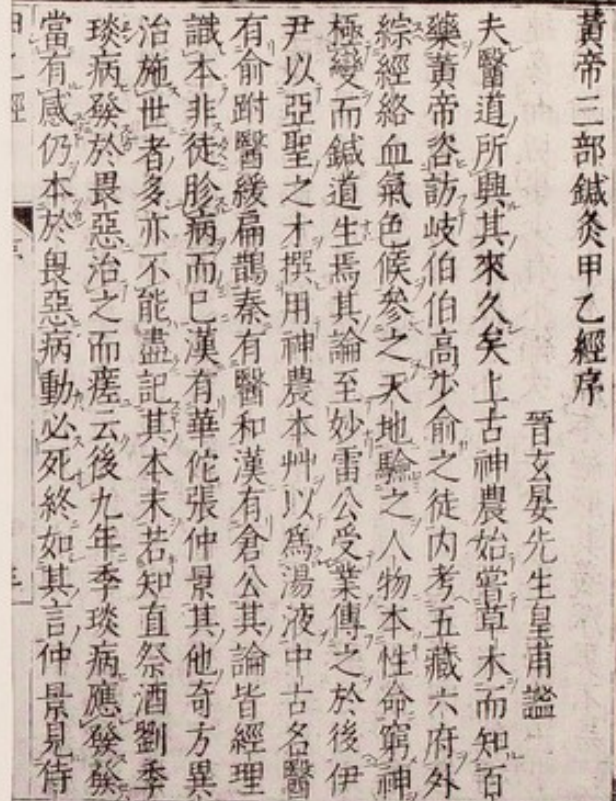 黃帝三部鍼灸甲乙經序
晉玄晏先生皇甫謐
夫醫道所興其來久矣上古神農始嘗草木而知百
藥黃帝咨訪岐伯伯高少俞之徒內考五藏六府外
綜經絡血氣色候參之天地驗之人物本性命窮神
極變而鍼道生焉其論至妙雷公受業傳之於後伊
尹以亞聖之才撰用神農本艸以爲湯液中古名醫
有俞跗醫緩扁鵲秦有醫和漢有倉公其論皆經理
識本非徒胗病而已漢有華佗張仲景其他奇方異
治施世者多亦不能盡記其本末若知直祭酒劉季
琰病發於畏惡治之而瘥云後九年季琰病應發發
當有感仍本於畏惡病動必死終如其言仲景見侍
甲乙經
序